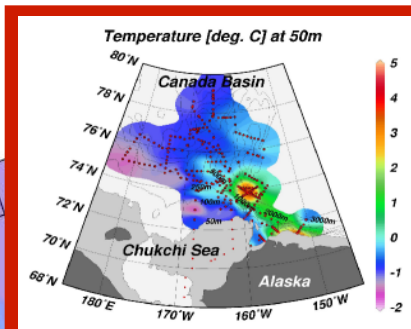 Temperature [deg. C] at 50m
80°N
78°N
76°N
74°N
72°N
70°N
68°N
Canada Basin
100m
50m
2000m
3000m
Chukchi Sea
Alaska
180°E
170°W
160°W
150°W
5
4
3
2
1
0
-1
-2